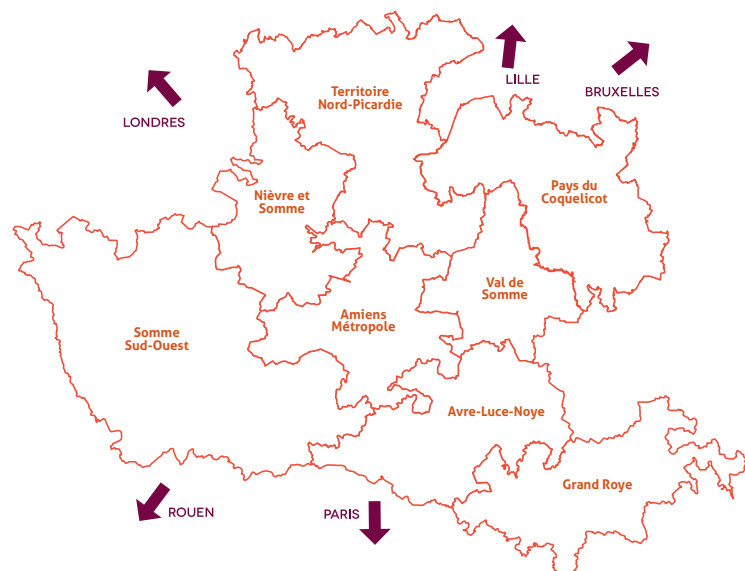 LILLE
BRUXELLES
LONDRES
Territoire
Nord-Picardie
Nièvre et
Somme
Pays du
Coquelicot
Val de
Somme
Amiens
Métropole
Somme
Sud-Ouest
Avre-Luce-Noye
Grand Roye
ROUEN
PARIS